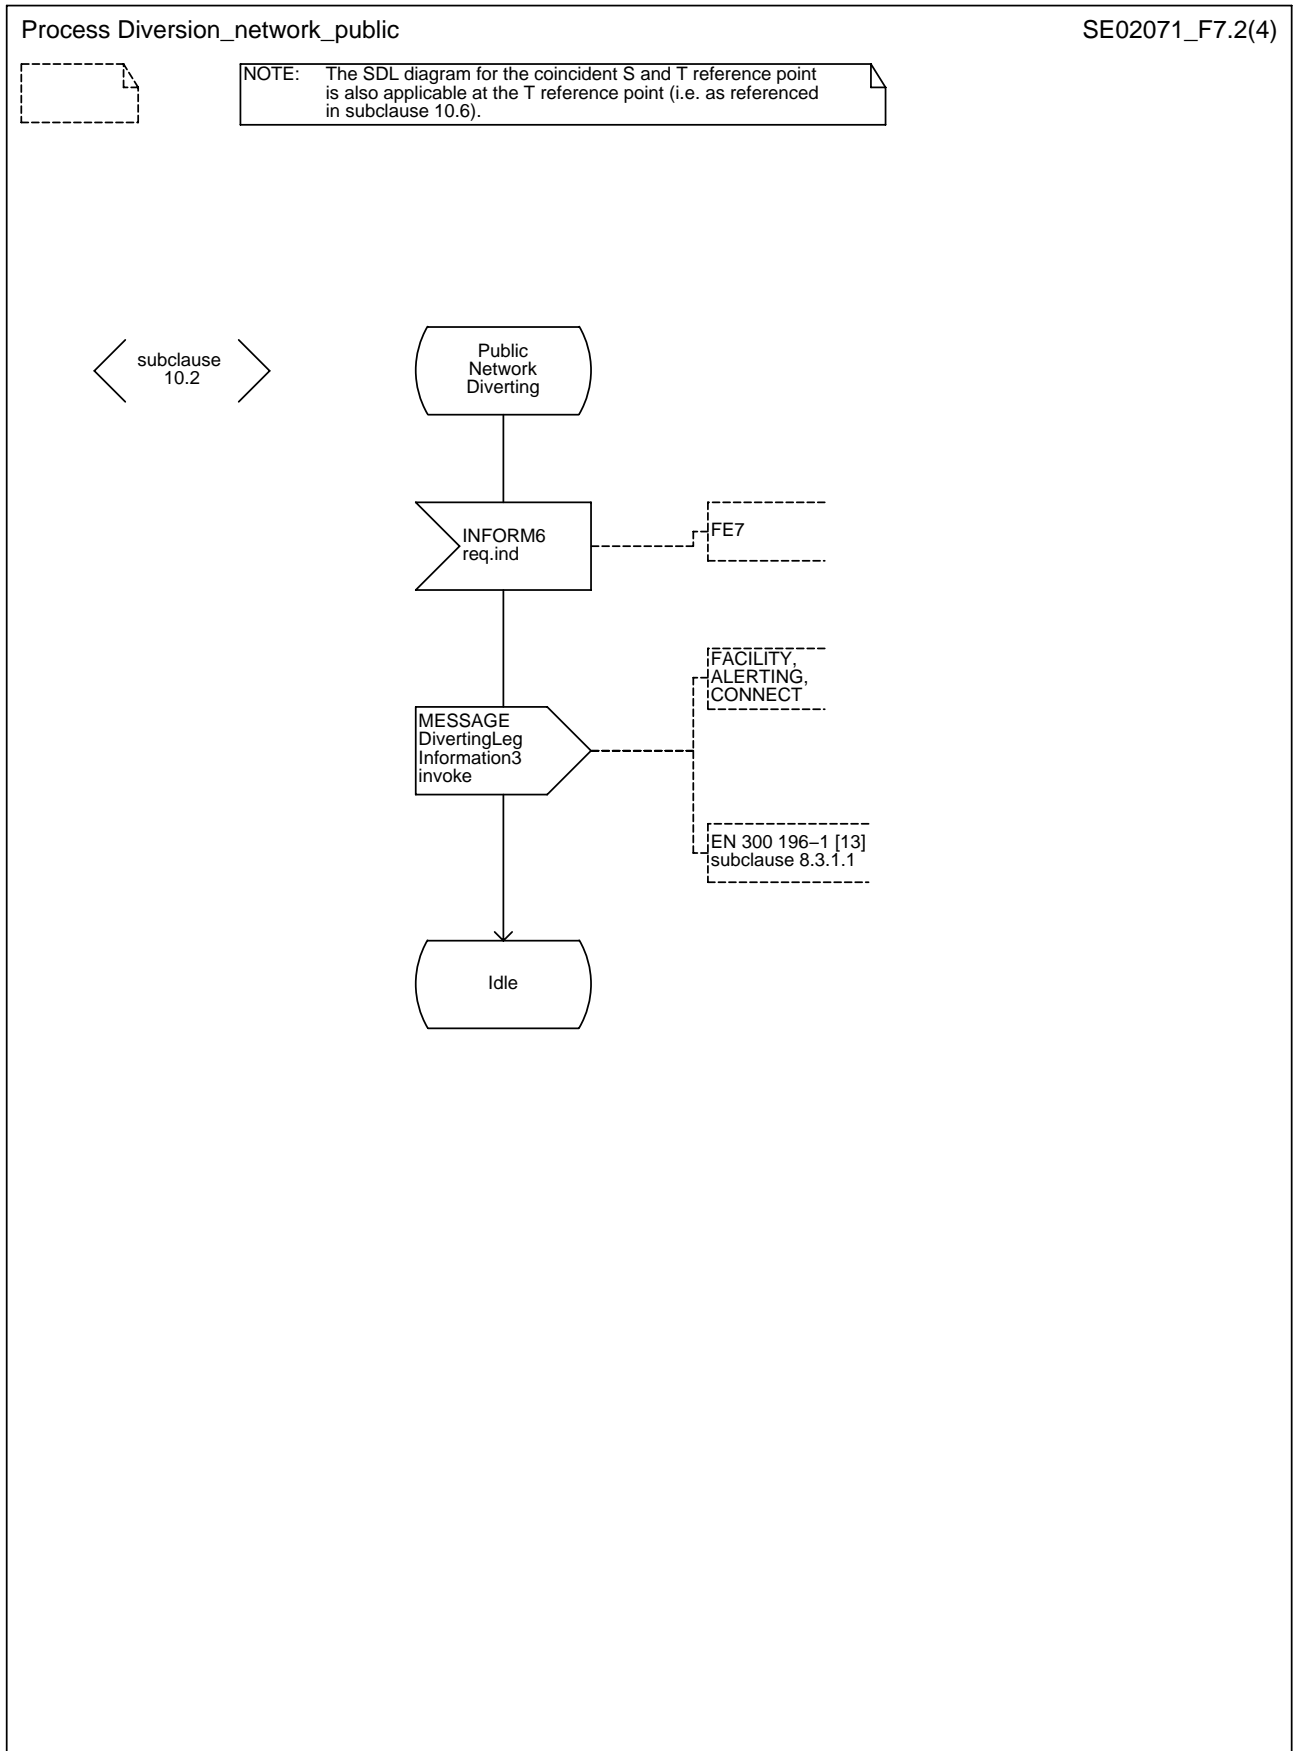 Process Diversion_network_public
SE02071_F7.2(4)
NOTE: The SDL diagram for the coincident S and T reference point
is also applicable at the T reference point (i.e. as referenced
in subclause 10.6).
subclause
10.2
Public
Network
Diverting
INFORM6
req.ind
FE7
FACILITY,
ALERTING,
CONNECT
MESSAGE
DivertingLeg
Information3
invoke
EN 300 196–1 [13]
subclause 8.3.1.1
Idle